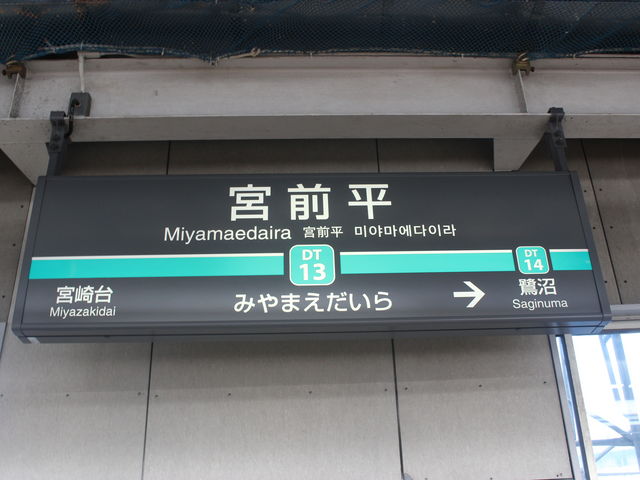 宮前平
Miyamaedaira 宫前平 미야마에다이라
DT 13
DT 14
宮崎台
Miyazakidai
みやまえだいら
→
鷺沼
Saginuma